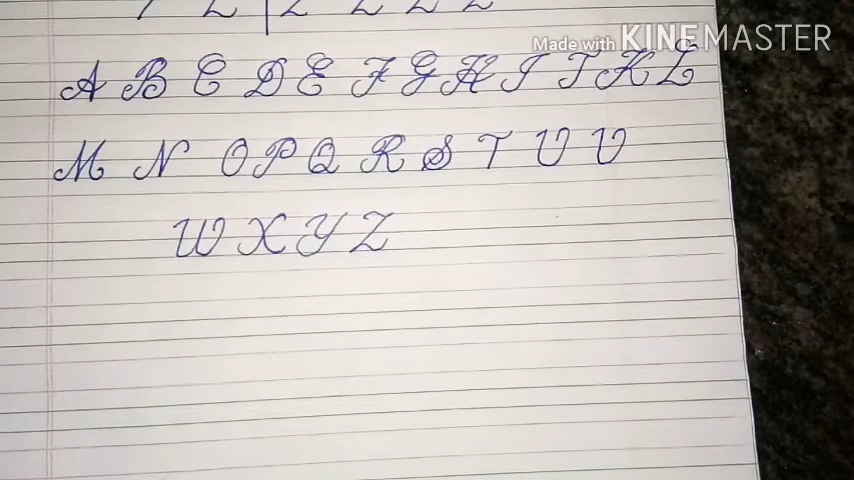 Made with KINEMASTER
A B C D E F G H I J K L
M N O P Q R S T U V
W X Y Z